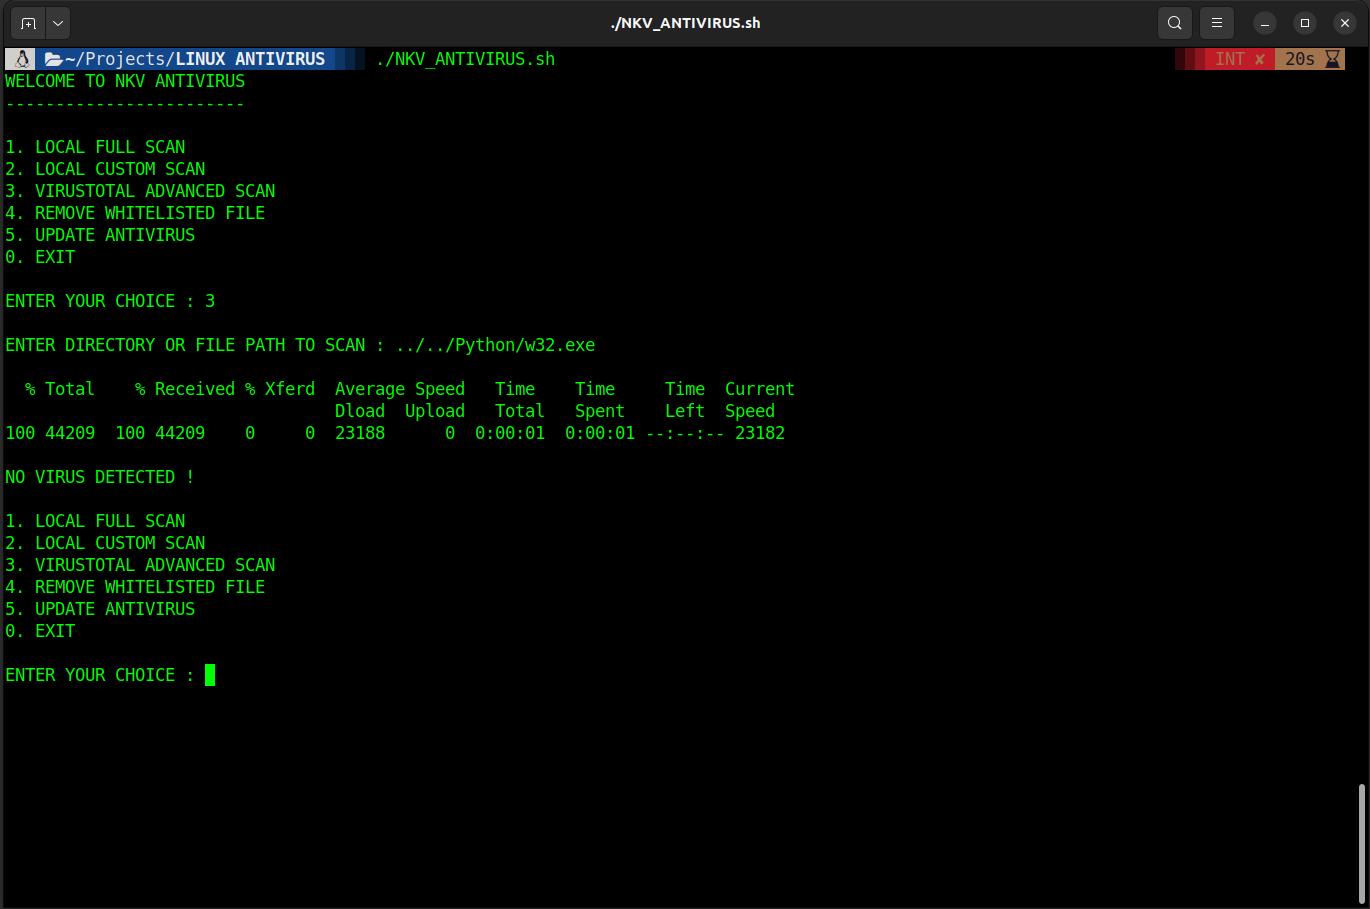 ./NKV_ANTIVIRUS.sh
~/Projects/LINUX ANTIVIRUS ./NKV_ANTIVIRUS.sh INT ✘ 20s
WELCOME TO NKV ANTIVIRUS
------------------------
1. LOCAL FULL SCAN
2. LOCAL CUSTOM SCAN
3. VIRUSTOTAL ADVANCED SCAN
4. REMOVE WHITELISTED FILE
5. UPDATE ANTIVIRUS
0. EXIT
ENTER YOUR CHOICE : 3
ENTER DIRECTORY OR FILE PATH TO SCAN : ../../Python/w32.exe
% Total % Received % Xferd Average Speed Time Time Time Current
Dload Upload Total Spent Left Speed
100 44209 100 44209 0 0 23188 0 0:00:01 0:00:01 --:--:-- 23182
NO VIRUS DETECTED !
1. LOCAL FULL SCAN
2. LOCAL CUSTOM SCAN
3. VIRUSTOTAL ADVANCED SCAN
4. REMOVE WHITELISTED FILE
5. UPDATE ANTIVIRUS
0. EXIT
ENTER YOUR CHOICE :